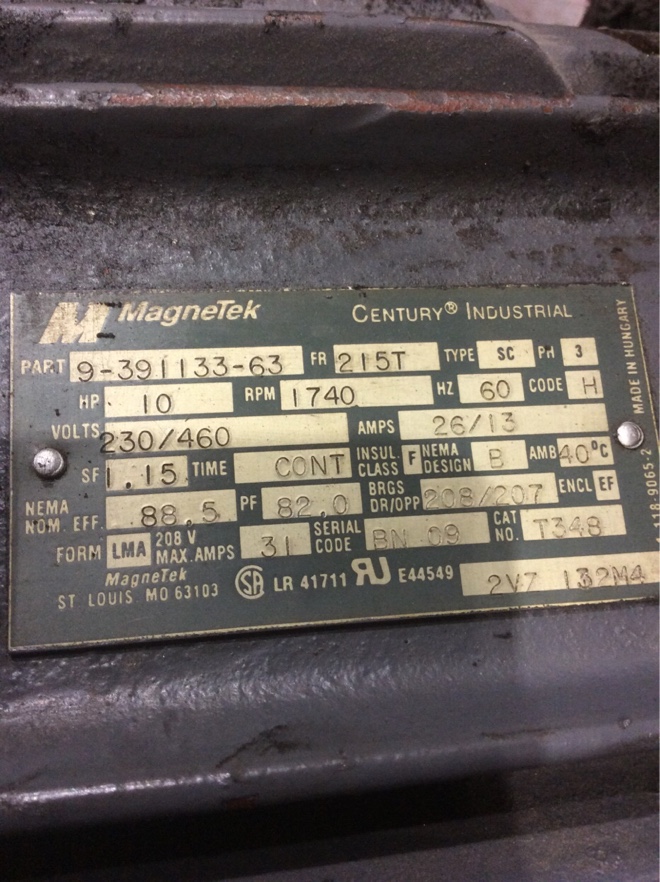 MagneTek CENTURY® INDUSTRIAL
PART 9-391133-63 FR 215T TYPE SC PH 3
HP 10 RPM 1740 HZ 60 CODE H
VOLTS 230/460 AMPS 26/13
SF 1.15 TIME CONT INSUL. CLASS F NEMA DESIGN B AMB 40°C
NEMA NOM. EFF. 88.5 PF 82.0 BRGS DR/OPP 208/207 ENCL EF
FORM LMA 208 V MAX. AMPS 31 SERIAL CODE BN 09 CAT NO. T348
MagneTek
ST LOUIS MO 63103 SA LR 41711 RU E44549 2V7 132M4
MADE IN HUNGARY